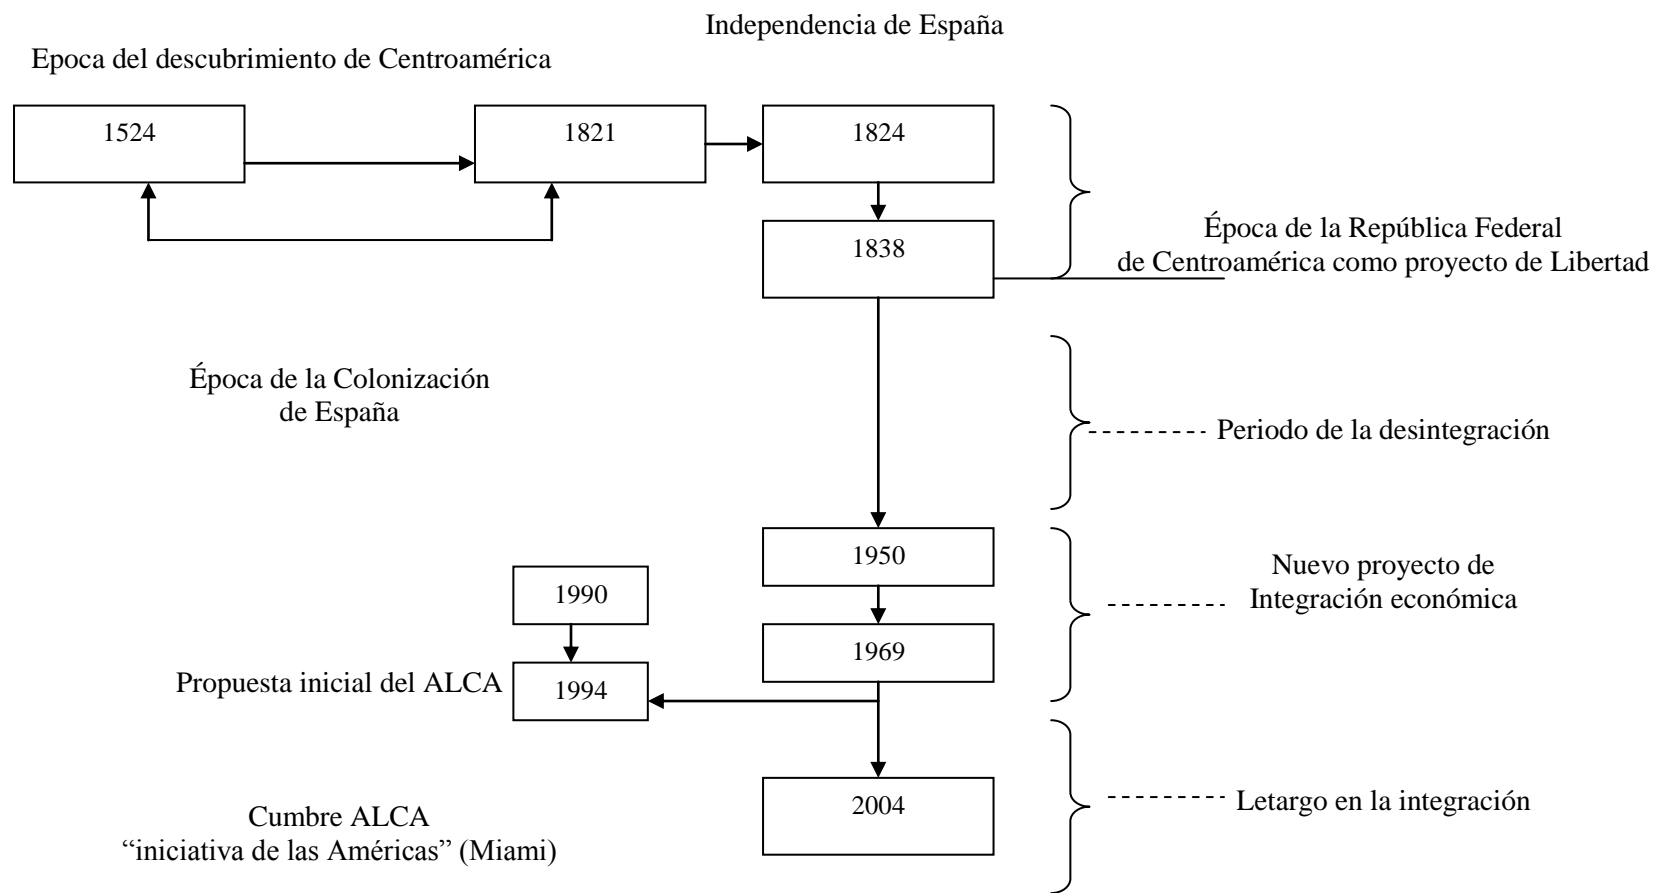 Independencia de España
Epoca del descubrimiento de Centroamérica
1524
1821
1824
1838
Época de la República Federal
de Centroamérica como proyecto de Libertad
Época de la Colonización
de España
Periodo de la desintegración
1950
Nuevo proyecto de
Integración económica
1990
1969
Propuesta inicial del ALCA
1994
2004
Letargo en la integración
Cumbre ALCA
“iniciativa de las Américas” (Miami)